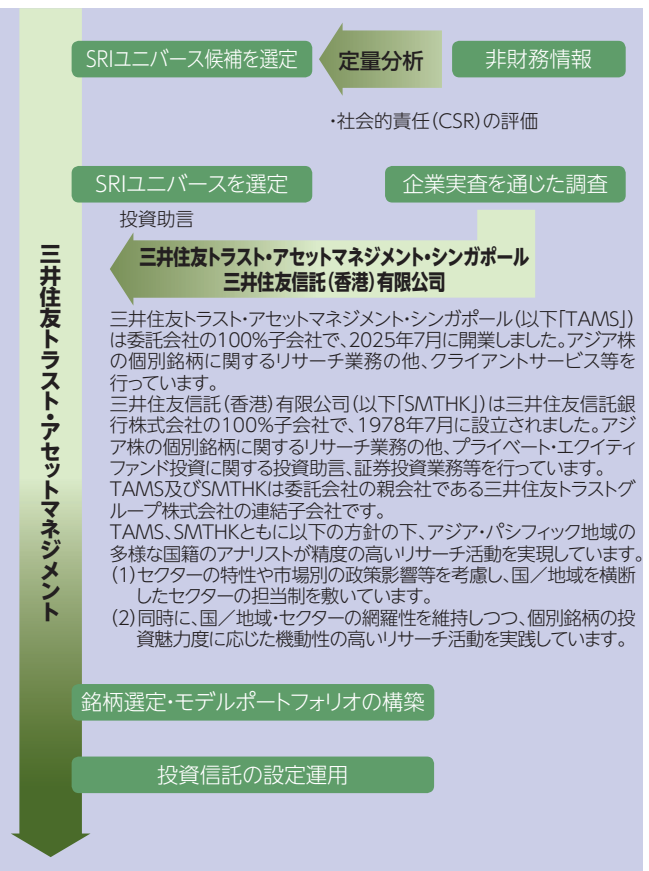 SRIユニバース候補を選定
定量分析
非財務情報
・社会的責任(CSR)の評価
SRIユニバースを選定
企業実査を通じた調査
投資助言
三井住友トラスト・アセットマネジメント・シンガポール
三井住友信託(香港)有限公司
三井住友トラスト・アセットマネジメント
三井住友トラスト・アセットマネジメント・シンガポール(以下「TAMS」)
は委託会社の100%子会社で、2025年7月に開業しました。アジア株
の個別銘柄に関するリサーチ業務の他、クライアントサービス等を
行っています。
三井住友信託(香港)有限公司(以下「SMTHK」)は三井住友信託銀
行株式会社の100%子会社で、1978年7月に設立されました。アジ
ア株の個別銘柄に関するリサーチ業務の他、プライベート・エクイティ
ファンド投資に関する投資助言、証券投資業務等を行っています。
TAMS及びSMTHKは委託会社の親会社である三井住友トラストグ
ループ株式会社の連結子会社です。
TAMS、SMTHKともに以下の方針の下、アジア・パシフィック地域の
多様な国籍のアナリストが精度の高いリサーチ活動を実現しています。
(1)セクターの特性や市場別の政策影響等を考慮し、国／地域を横断
したセクターの担当制を敷いています。
(2)同時に、国／地域・セクターの網羅性を維持しつつ、個別銘柄の投
資魅力度に応じた機動性の高いリサーチ活動を実践しています。
銘柄選定・モデルポートフォリオの構築
投資信託の設定運用